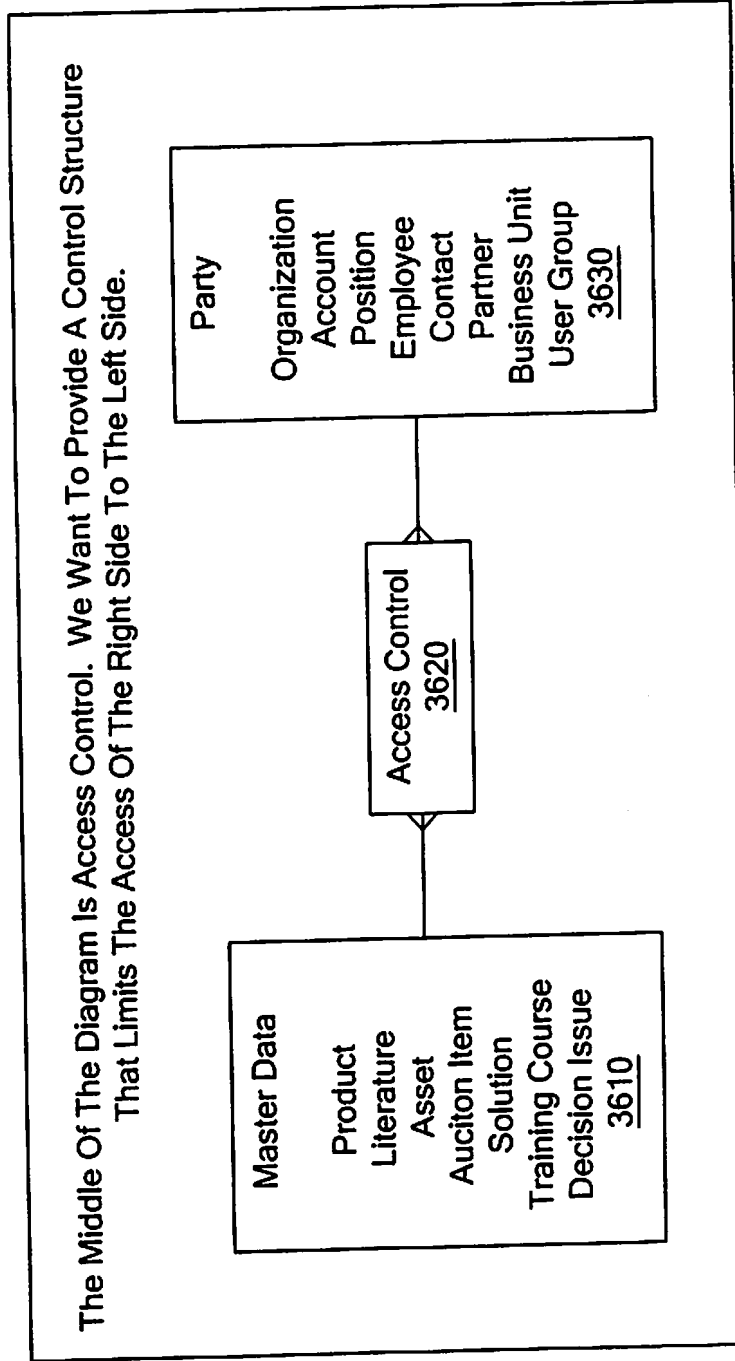 The Middle Of The Diagram Is Access Control. We Want To Provide A Control Structure
That Limits The Access Of The Right Side To The Left Side.
Master Data
Product
Literature
Asset
Auciton Item
Solution
Training Course
Decision Issue
3610
Access Control
3620
Party
Organization
Account
Position
Employee
Contact
Partner
Business Unit
User Group
3630